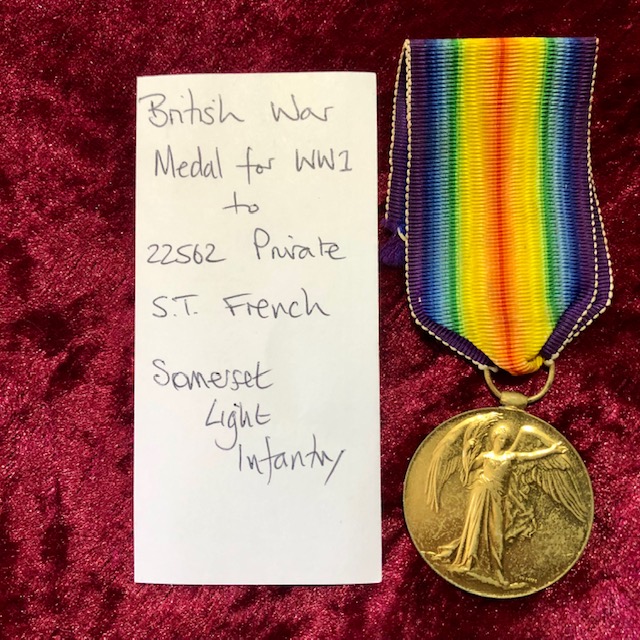 British War
Medal for WW1
to
22562 Private
S.T. French
Somerset
Light
Infantry